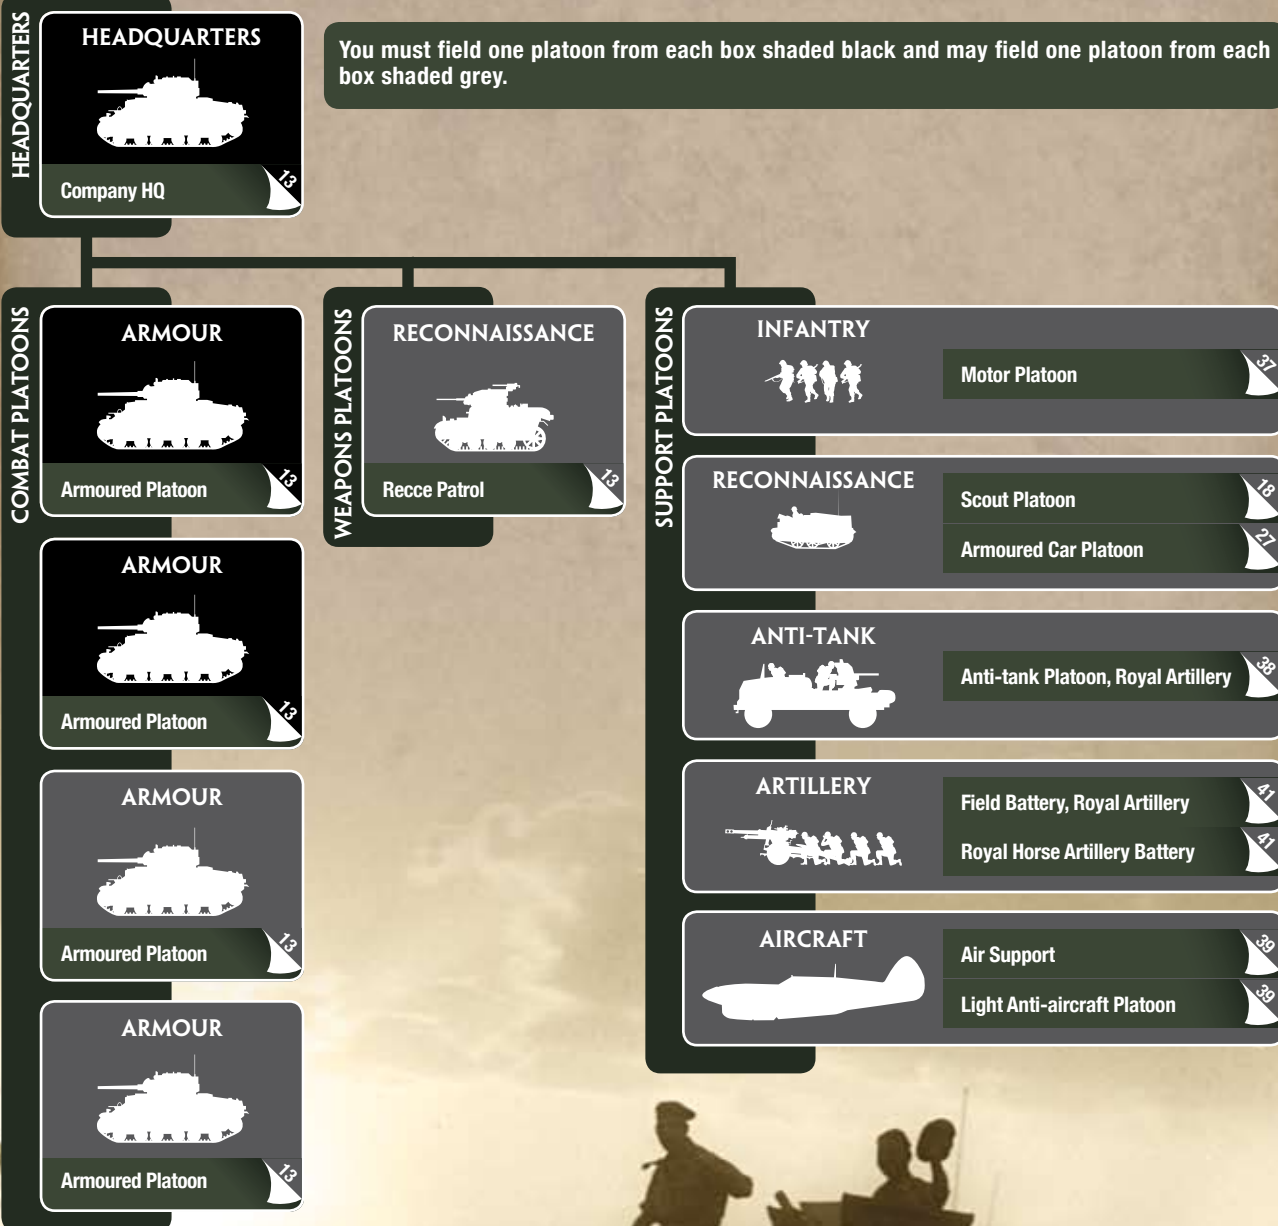 HEADQUARTERS
HEADQUARTERS
Company HQ
13
You must field one platoon from each box shaded black and may field one platoon from each
box shaded grey.
COMBAT PLATOONS
ARMOUR
Armoured Platoon
13
ARMOUR
Armoured Platoon
13
ARMOUR
Armoured Platoon
13
ARMOUR
Armoured Platoon
13
WEAPONS PLATOONS
RECONNAISSANCE
Recce Patrol
13
SUPPORT PLATOONS
INFANTRY
Motor Platoon
37
RECONNAISSANCE
Scout Platoon
18
Armoured Car Platoon
27
ANTI-TANK
Anti-tank Platoon, Royal Artillery
38
ARTILLERY
Field Battery, Royal Artillery
41
Royal Horse Artillery Battery
41
AIRCRAFT
Air Support
39
Light Anti-aircraft Platoon
39